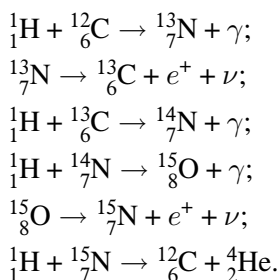 ¹₁H + ¹²₆C → ¹³₇N + γ;
¹³₇N → ¹³₆C + e⁺ + ν;
¹₁H + ¹³₆C → ¹⁴₇N + γ;
¹₁H + ¹⁴₇N → ¹⁵₈O + γ;
¹⁵₈O → ¹⁵₇N + e⁺ + ν;
¹₁H + ¹⁵₇N → ¹²₆C + ⁴₂He.